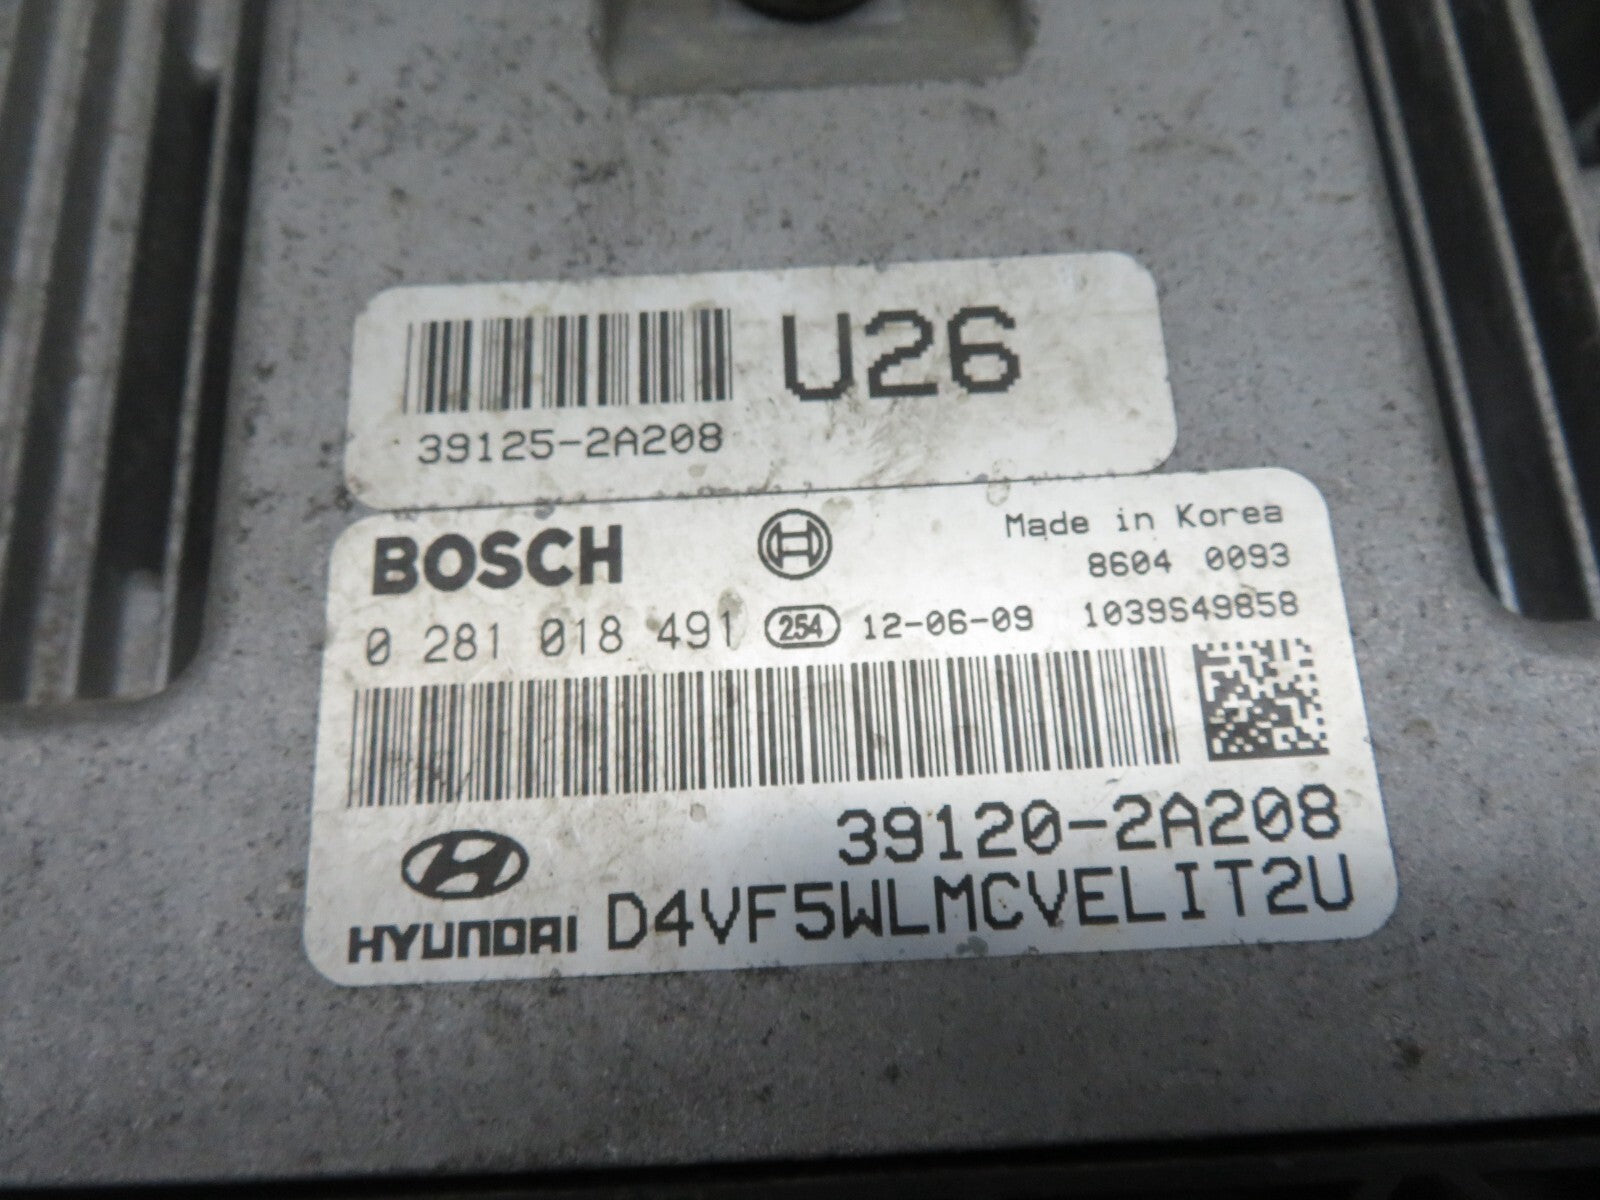 U26
39125-2A208
BOSCH Made in Korea
8604 0093
0 281 018 491 254 12-06-09 1039S49858
39120-2A208
HYUNDAI D4VF5WLMCVELIT2U